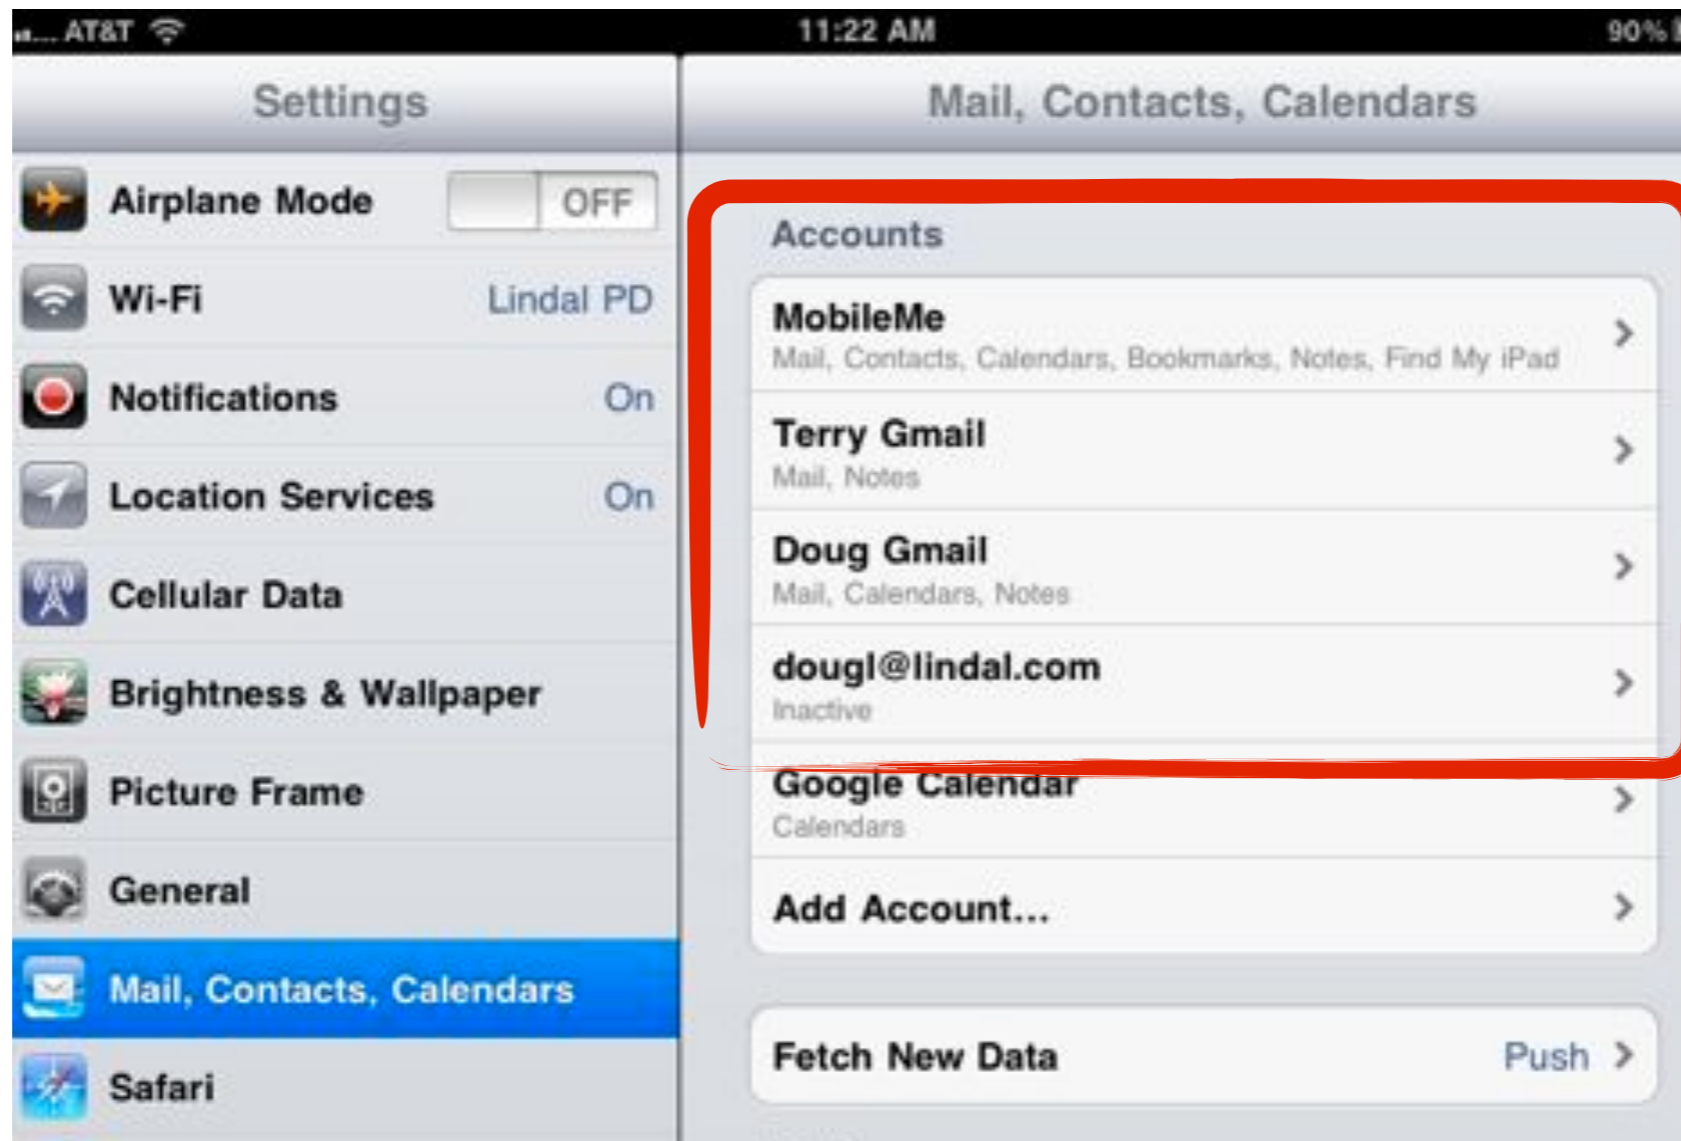 ... AT&T
11:22 AM
90%
Settings
Mail, Contacts, Calendars
Airplane Mode
OFF
Wi-Fi
Lindal PD
Notifications
On
Location Services
On
Cellular Data
Brightness & Wallpaper
Picture Frame
General
Mail, Contacts, Calendars
Safari
Accounts
MobileMe
Mail, Contacts, Calendars, Bookmarks, Notes, Find My iPad
Terry Gmail
Mail, Notes
Doug Gmail
Mail, Calendars, Notes
dougl@lindal.com
Inactive
Google Calendar
Calendars
Add Account...
Fetch New Data
Push